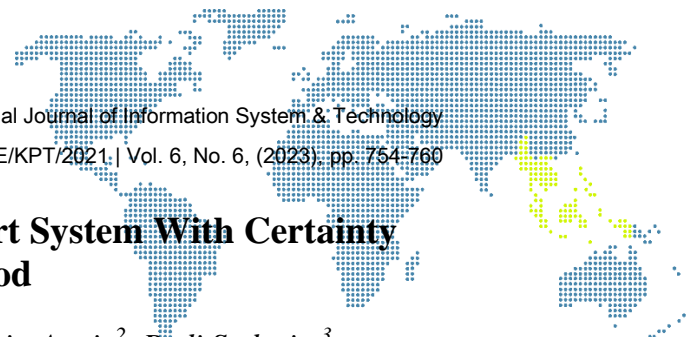 al Journal of Information System & Technology
E/KPT/2021 | Vol. 6, No. 6, (2023), pp. 754-760
rt System With Certainty
od